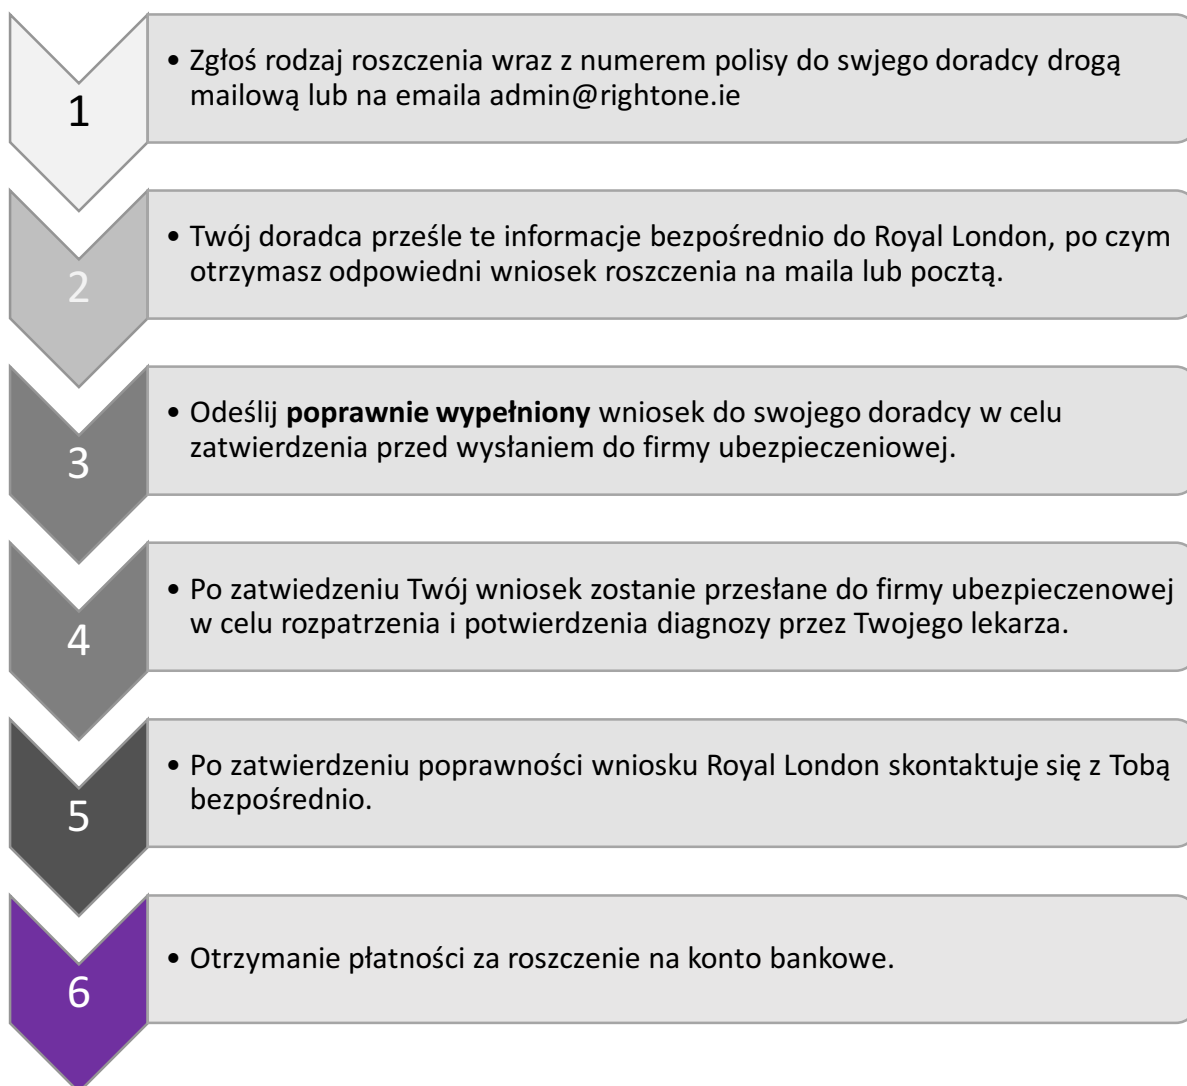 1
• Zgłoś rodzaj roszczenia wraz z numerem polisy do swjego doradcy drogą
mailową lub na emaila admin@rightone.ie
2
• Twój doradca prześle te informacje bezpośrednio do Royal London, po czym
otrzymasz odpowiedni wniosek roszczenia na maila lub pocztą.
3
• Odeślij poprawnie wypełniony wniosek do swojego doradcy w celu
zatwierdzenia przed wysłaniem do firmy ubezpieczeniowej.
4
• Po zatwiedzeniu Twój wniosek zostanie przesłane do firmy ubezpieczenowej
w celu rozpatrzenia i potwierdzenia diagnozy przez Twojego lekarza.
5
• Po zatwierdzeniu poprawności wniosku Royal London skontaktuje się z Tobą
bezpośrednio.
6
• Otrzymanie płatności za roszczenie na konto bankowe.